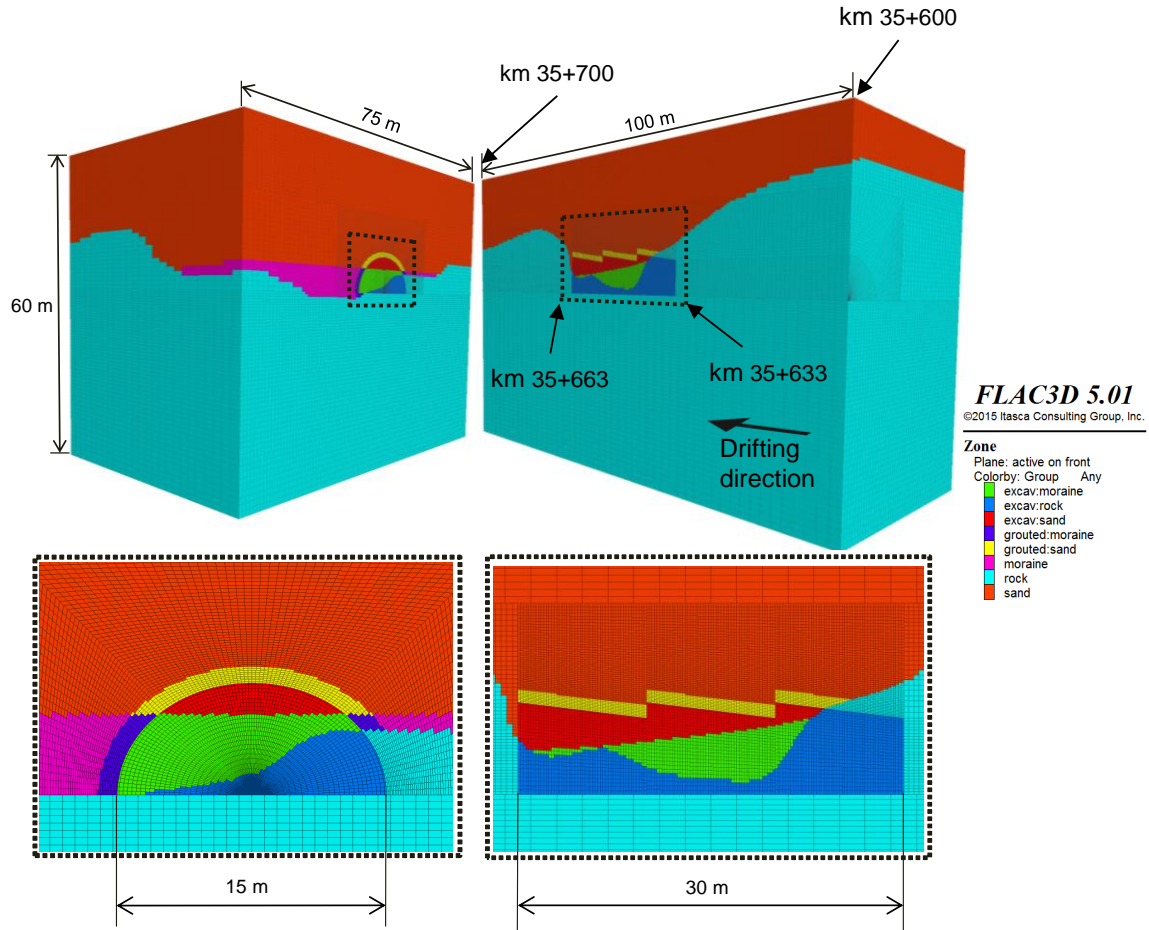 km 35+600
km 35+700
75 m
100 m
60 m
km 35+663
km 35+633
Drifting
direction
FLAC3D 5.01
©2015 Itasca Consulting Group, Inc.
Zone
Plane: active on front
Colorby: Group Any
excav:moraine
excav:rock
excav:sand
grouted:moraine
grouted:sand
moraine
rock
sand
15 m
30 m